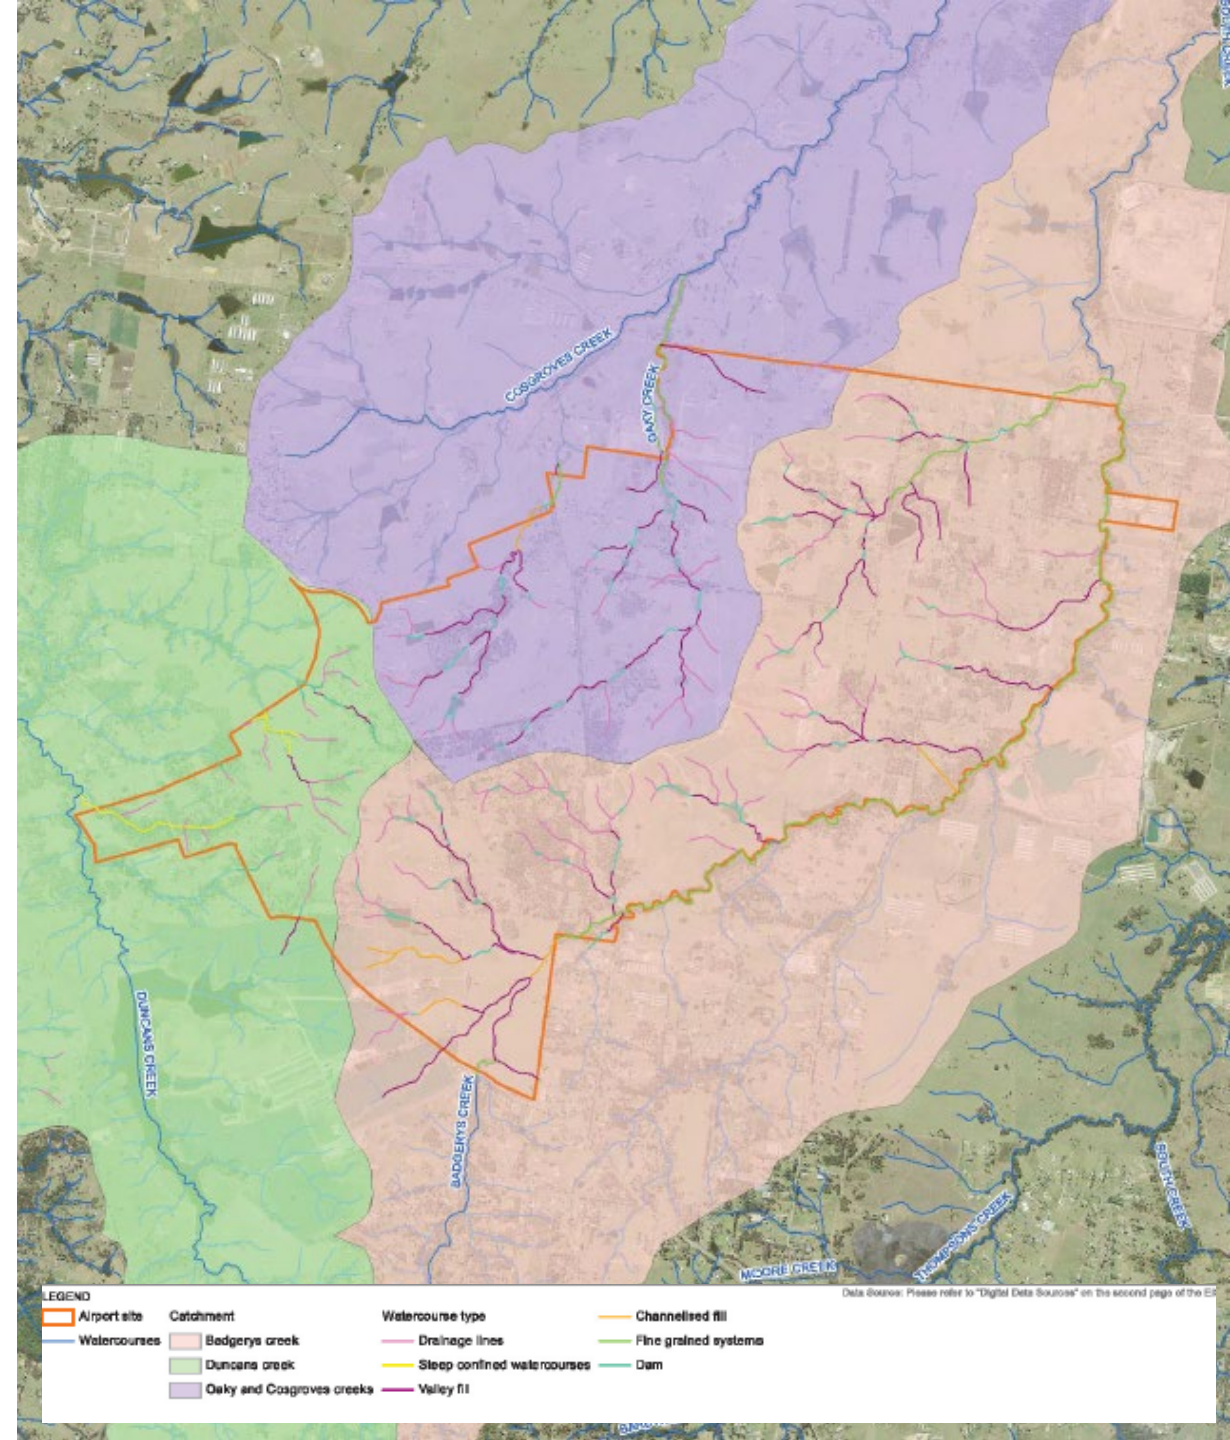 COSGROVES CREEK
OAKY CREEK
DUNCANS CREEK
BADGERYS CREEK
SOUTH CREEK
THOMPSONS CREEK
MOORE CREEK
LEGEND
Data Source: Please refer to "Digital Data Sources" on the second page of the EIS
Airport site
Catchment
Watercourse type
Channelised fill
Watercourses
Badgerys creek
Drainage lines
Fine grained systems
Duncans creek
Steep confined watercourses
Dam
Oaky and Cosgroves creeks
Valley fill